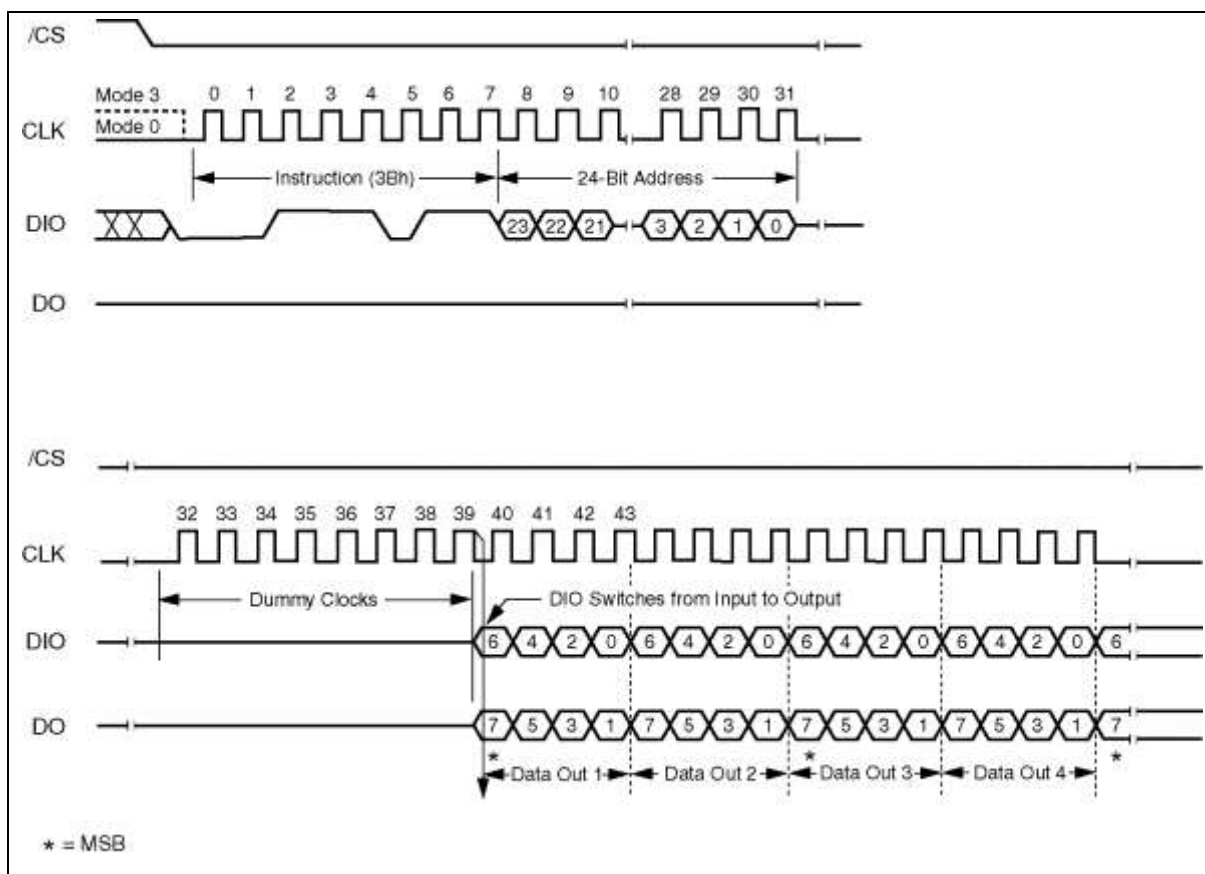 /CS
Mode 3 0 1 2 3 4 5 6 7 8 9 10 28 29 30 31
CLK Mode 0
Instruction (3Bh) 24-Bit Address
DIO 23 22 21 3 2 1 0
DO
/CS
32 33 34 35 36 37 38 39 40 41 42 43
CLK
Dummy Clocks DIO Switches from Input to Output
DIO 6 4 2 0 6 4 2 0 6 4 2 0 6 4 2 0 6
DO 7 5 3 1 7 5 3 1 7 5 3 1 7 5 3 1 7
* * *
Data Out 1 Data Out 2 Data Out 3 Data Out 4
* = MSB